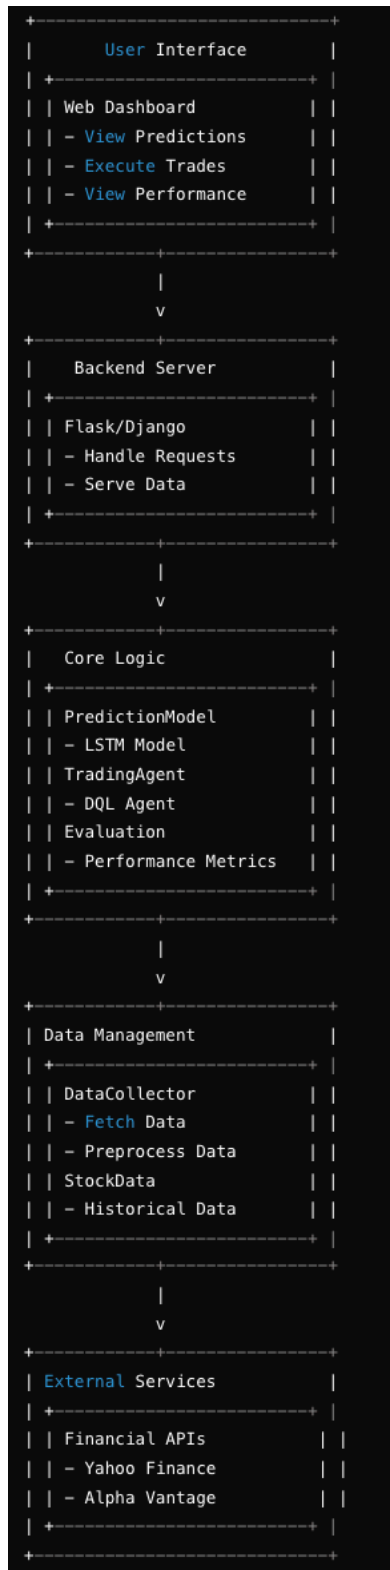 User Interface
Web Dashboard
– View Predictions
– Execute Trades
– View Performance
v
Backend Server
Flask/Django
– Handle Requests
– Serve Data
v
Core Logic
PredictionModel
– LSTM Model
TradingAgent
– DQL Agent
Evaluation
– Performance Metrics
v
Data Management
DataCollector
– Fetch Data
– Preprocess Data
StockData
– Historical Data
v
External Services
Financial APIs
– Yahoo Finance
– Alpha Vantage